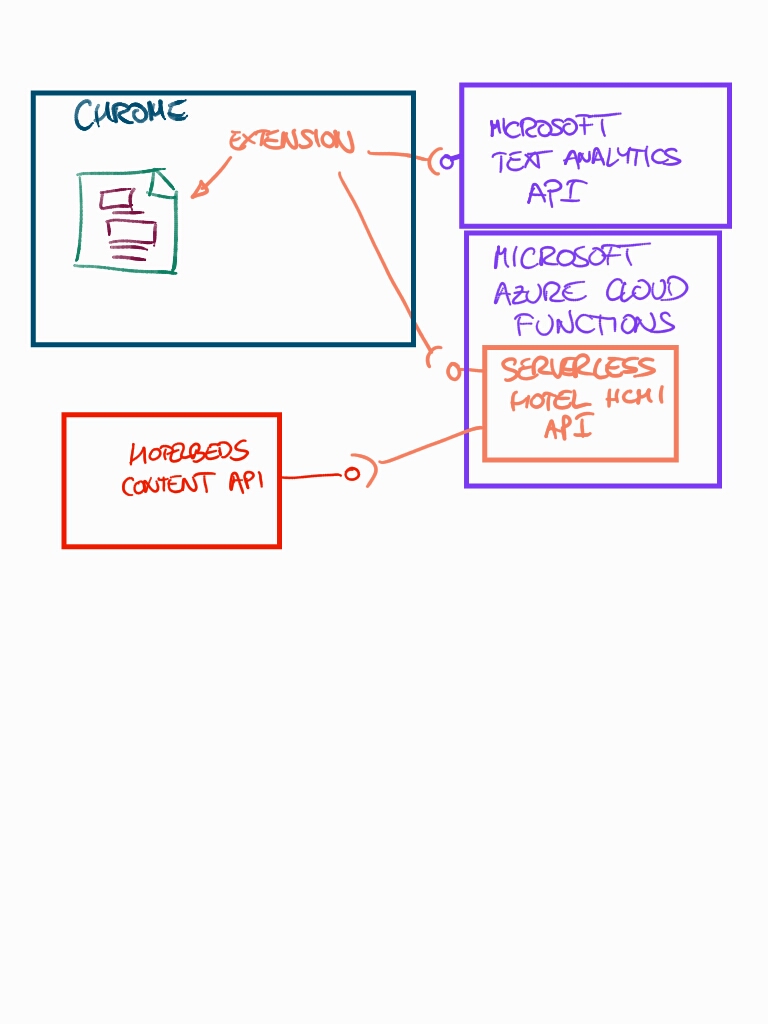 CHROME
EXTENSION
MICROSOFT
TEXT ANALYTICS
API
MICROSOFT
AZURE CLOUD
FUNCTIONS
SERVERLESS
HOTEL HCMI
API
HOTELBEDS
CONTENT API